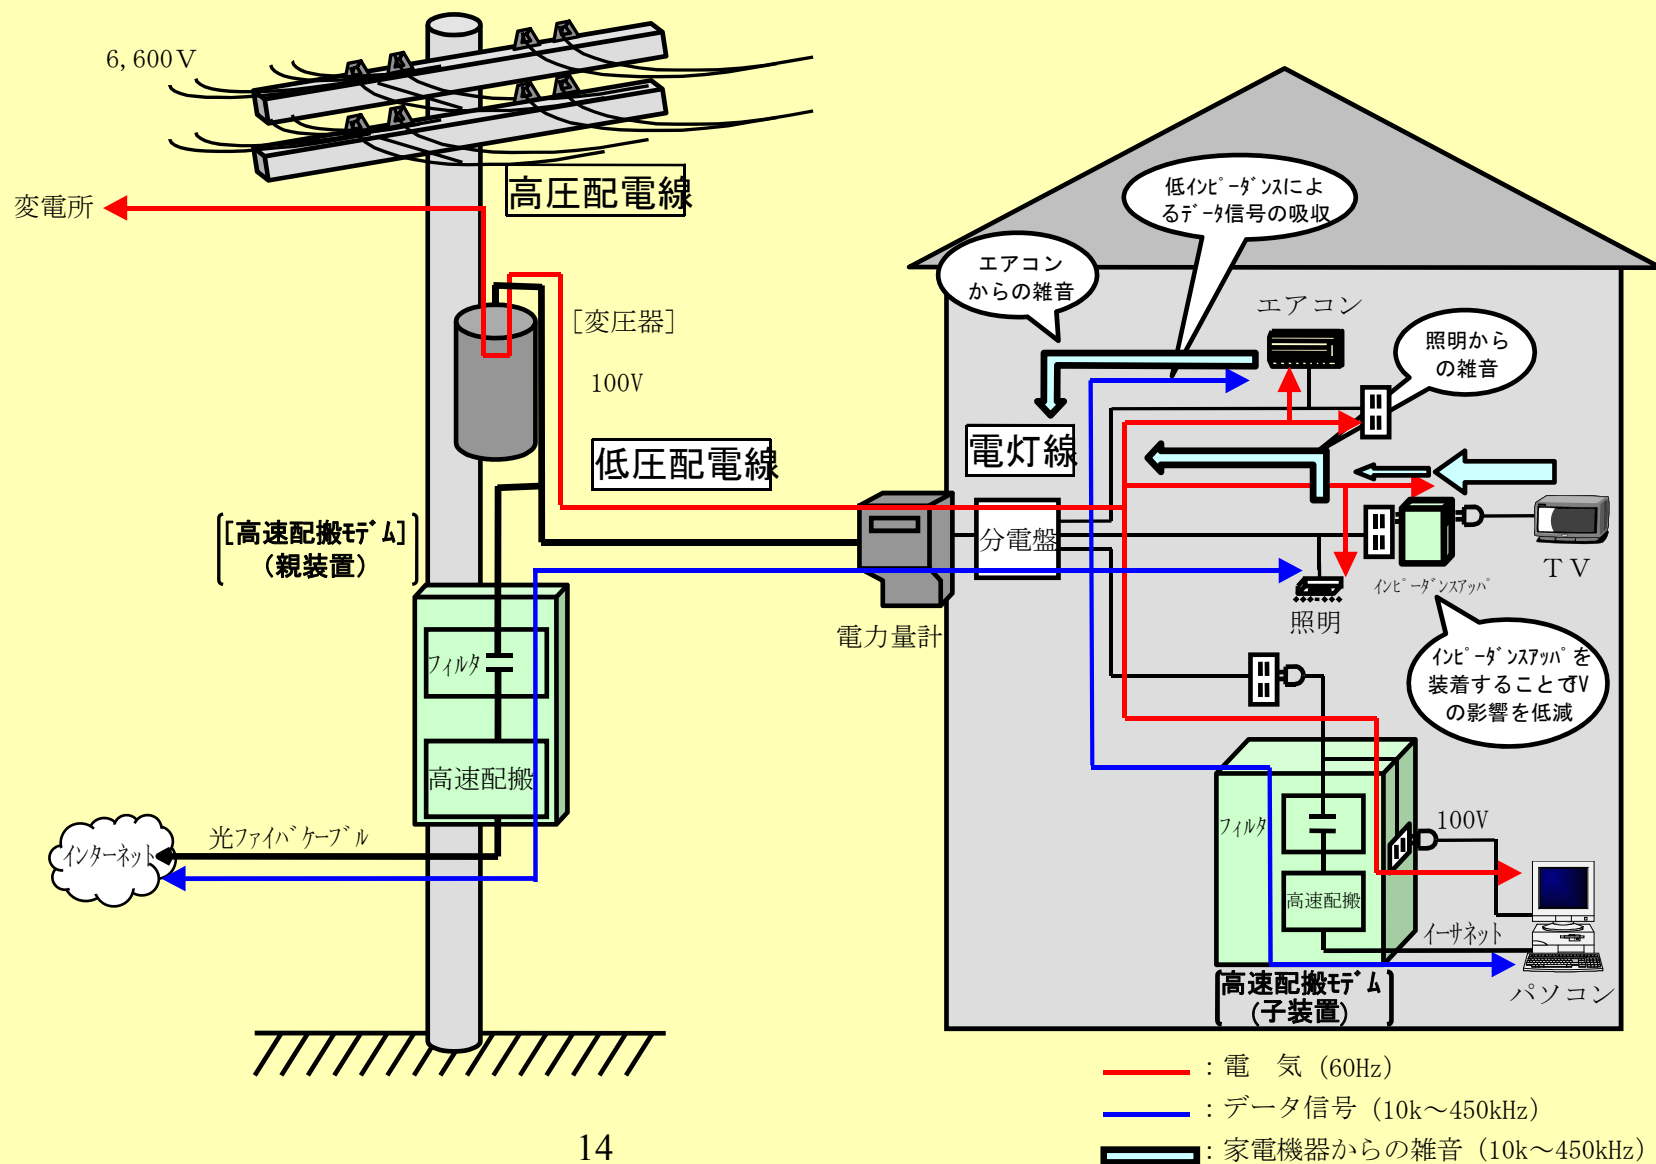 6,600V
変電所
高圧配電線
[変圧器]
100V
低圧配電線
[高速配搬ﾓﾃﾞﾑ]
(親装置)
フィルタ
高速配搬
光ﾌｧｲﾊﾞｹｰﾌﾞﾙ
インターネット
電力量計
分電盤
電灯線
エアコン
からの雑音
低ｲﾝﾋﾟｰﾀﾞﾝｽによ
るﾃﾞｰﾀ信号の吸収
エアコン
照明から
の雑音
TV
ｲﾝﾋﾟｰﾀﾞﾝｽｱｯﾊﾟ
照明
ｲﾝﾋﾟｰﾀﾞﾝｽｱｯﾊﾟを
装着することでTV
の影響を低減
フィルタ
高速配搬
100V
イーサネット
パソコン
[高速配搬ﾓﾃﾞﾑ]
(子装置)
：電　気 (60Hz)
：データ信号 (10k～450kHz)
：家電機器からの雑音 (10k～450kHz)
14